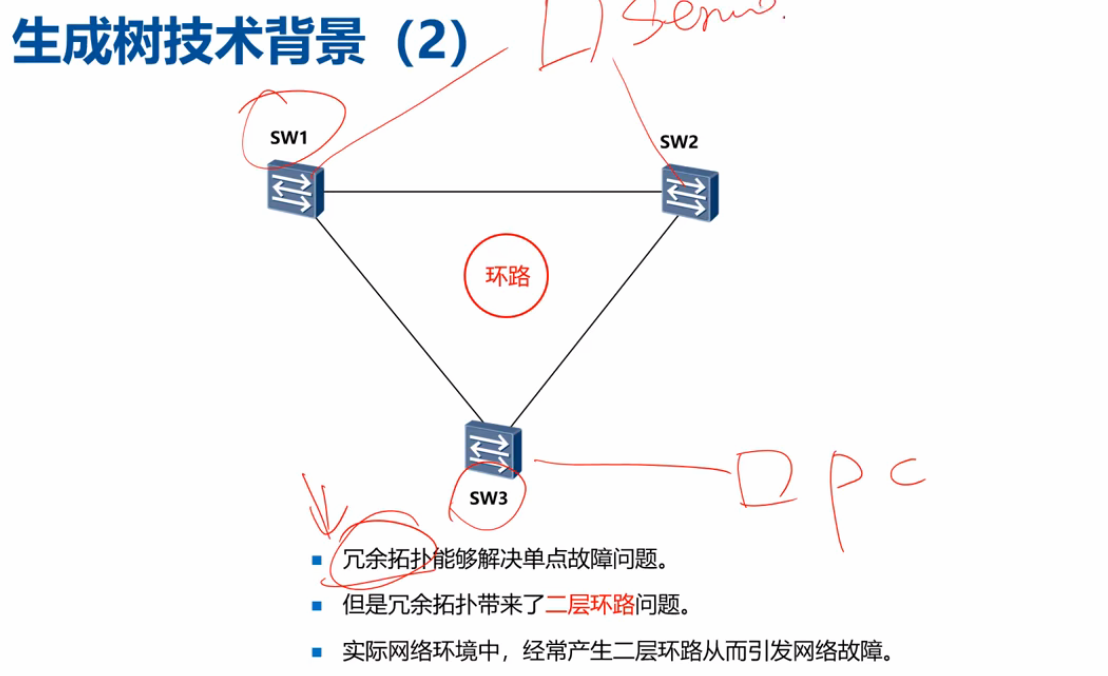 生成树技术背景（2）
SW1
SW2
环路
SW3
PC
冗余拓扑能够解决单点故障问题。
但是冗余拓扑带来了二层环路问题。
实际网络环境中，经常产生二层环路从而引发网络故障。